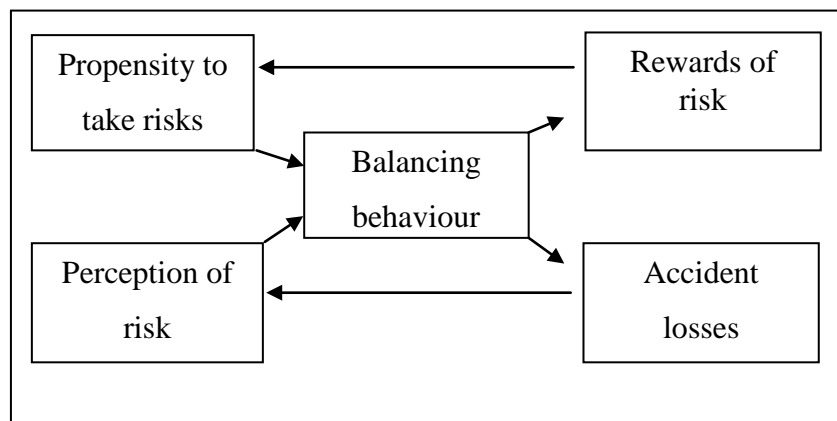 Propensity to
take risks
Rewards of
risk
Balancing
behaviour
Perception of
risk
Accident
losses